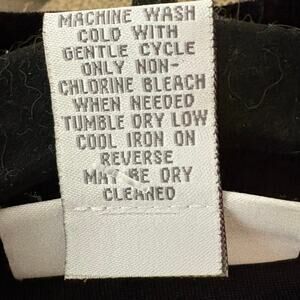 MACHINE WASH
COLD WITH
GENTLE CYCLE
ONLY NON-
CHLORINE BLEACH
WHEN NEEDED
TUMBLE DRY LOW
COOL IRON ON
REVERSE
MAY BE DRY
CLEANED